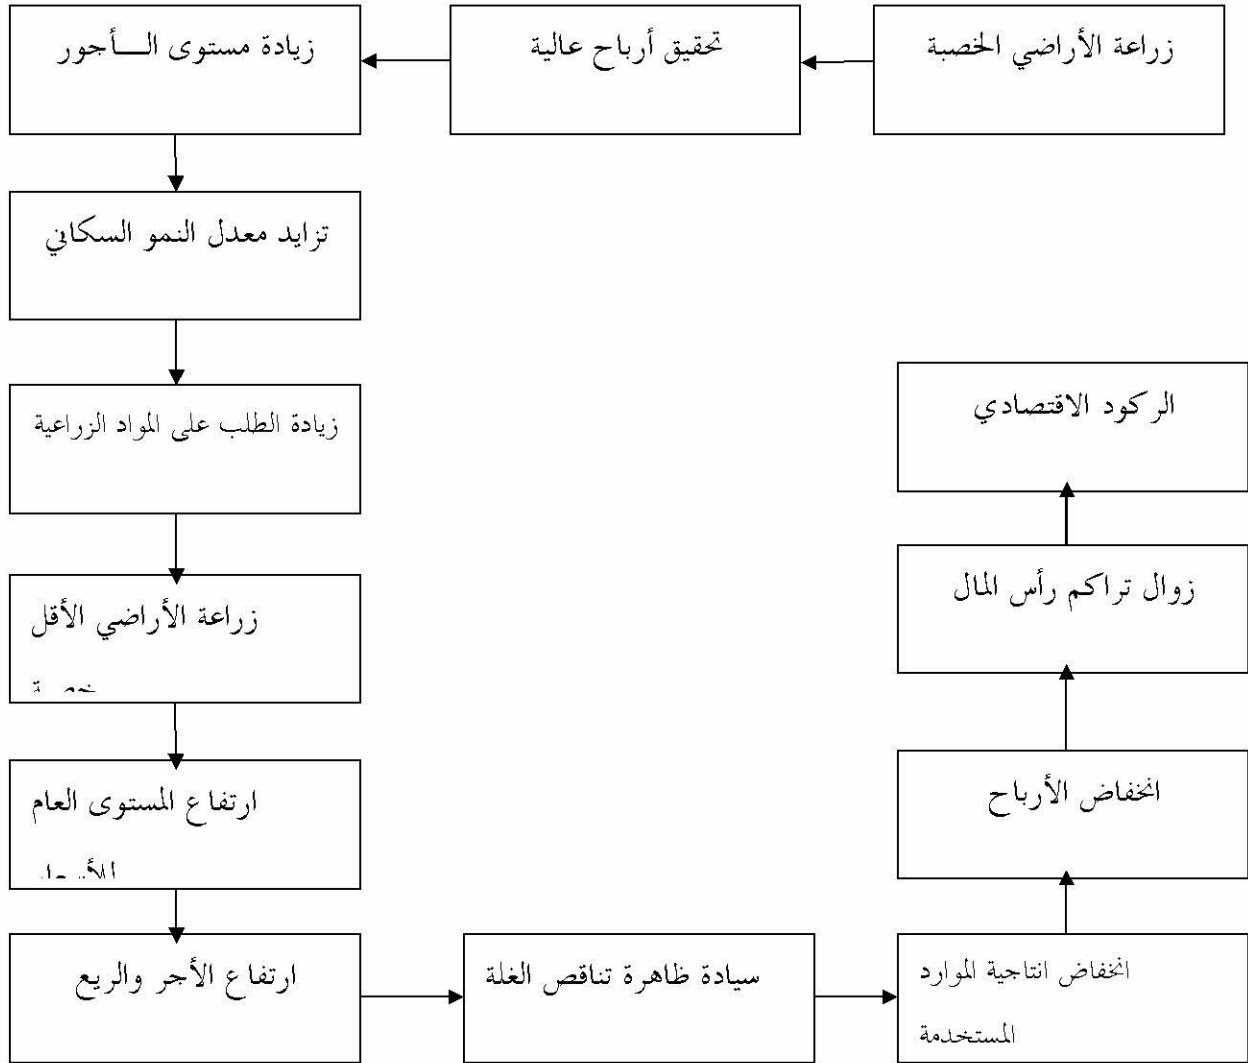 زراعة الأراضي الخصبة
تحقيق أرباح عالية
زيادة مستوى الـــأجور
تزايد معدل النمو السكاني
زيادة الطلب على المواد الزراعية
زراعة الأراضي الأقل
ارتفاع المستوى العام
ارتفاع الأجر والريع
سيادة ظاهرة تناقص الغلة
انخفاض انتاجية الموارد
المستخدمة
انخفاض الأرباح
زوال تراكم رأس المال
الركود الاقتصادي